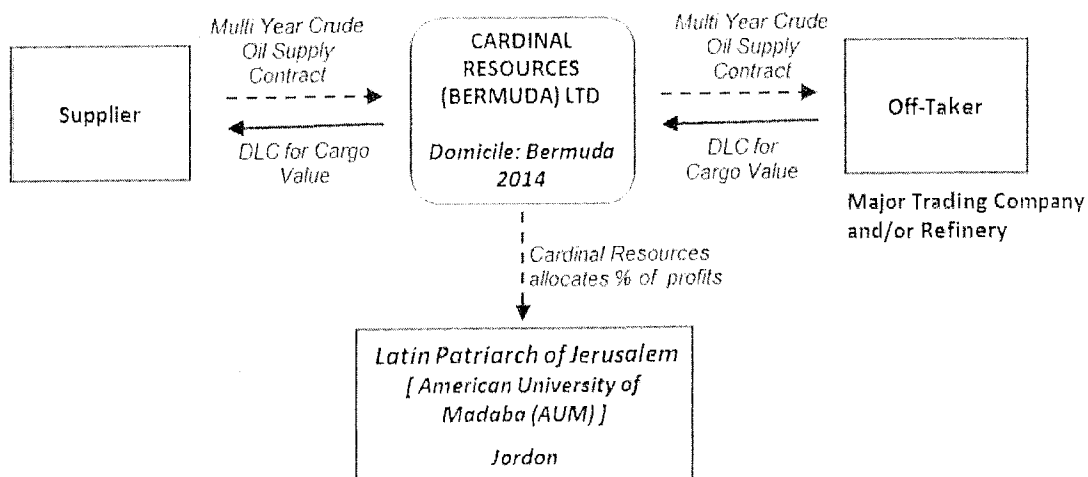 Multi Year Crude
Oil Supply
Contract
Supplier
DLC for Cargo
Value
CARDINAL
RESOURCES
(BERMUDA) LTD
Domicile: Bermuda
2014
Multi Year Crude
Oil Supply
Contract
DLC for
Cargo Value
Off-Taker
Major Trading Company
and/or Refinery
Cardinal Resources
allocates % of profits
Latin Patriarch of Jerusalem
[ American University of
Madaba (AUM) ]
Jordon